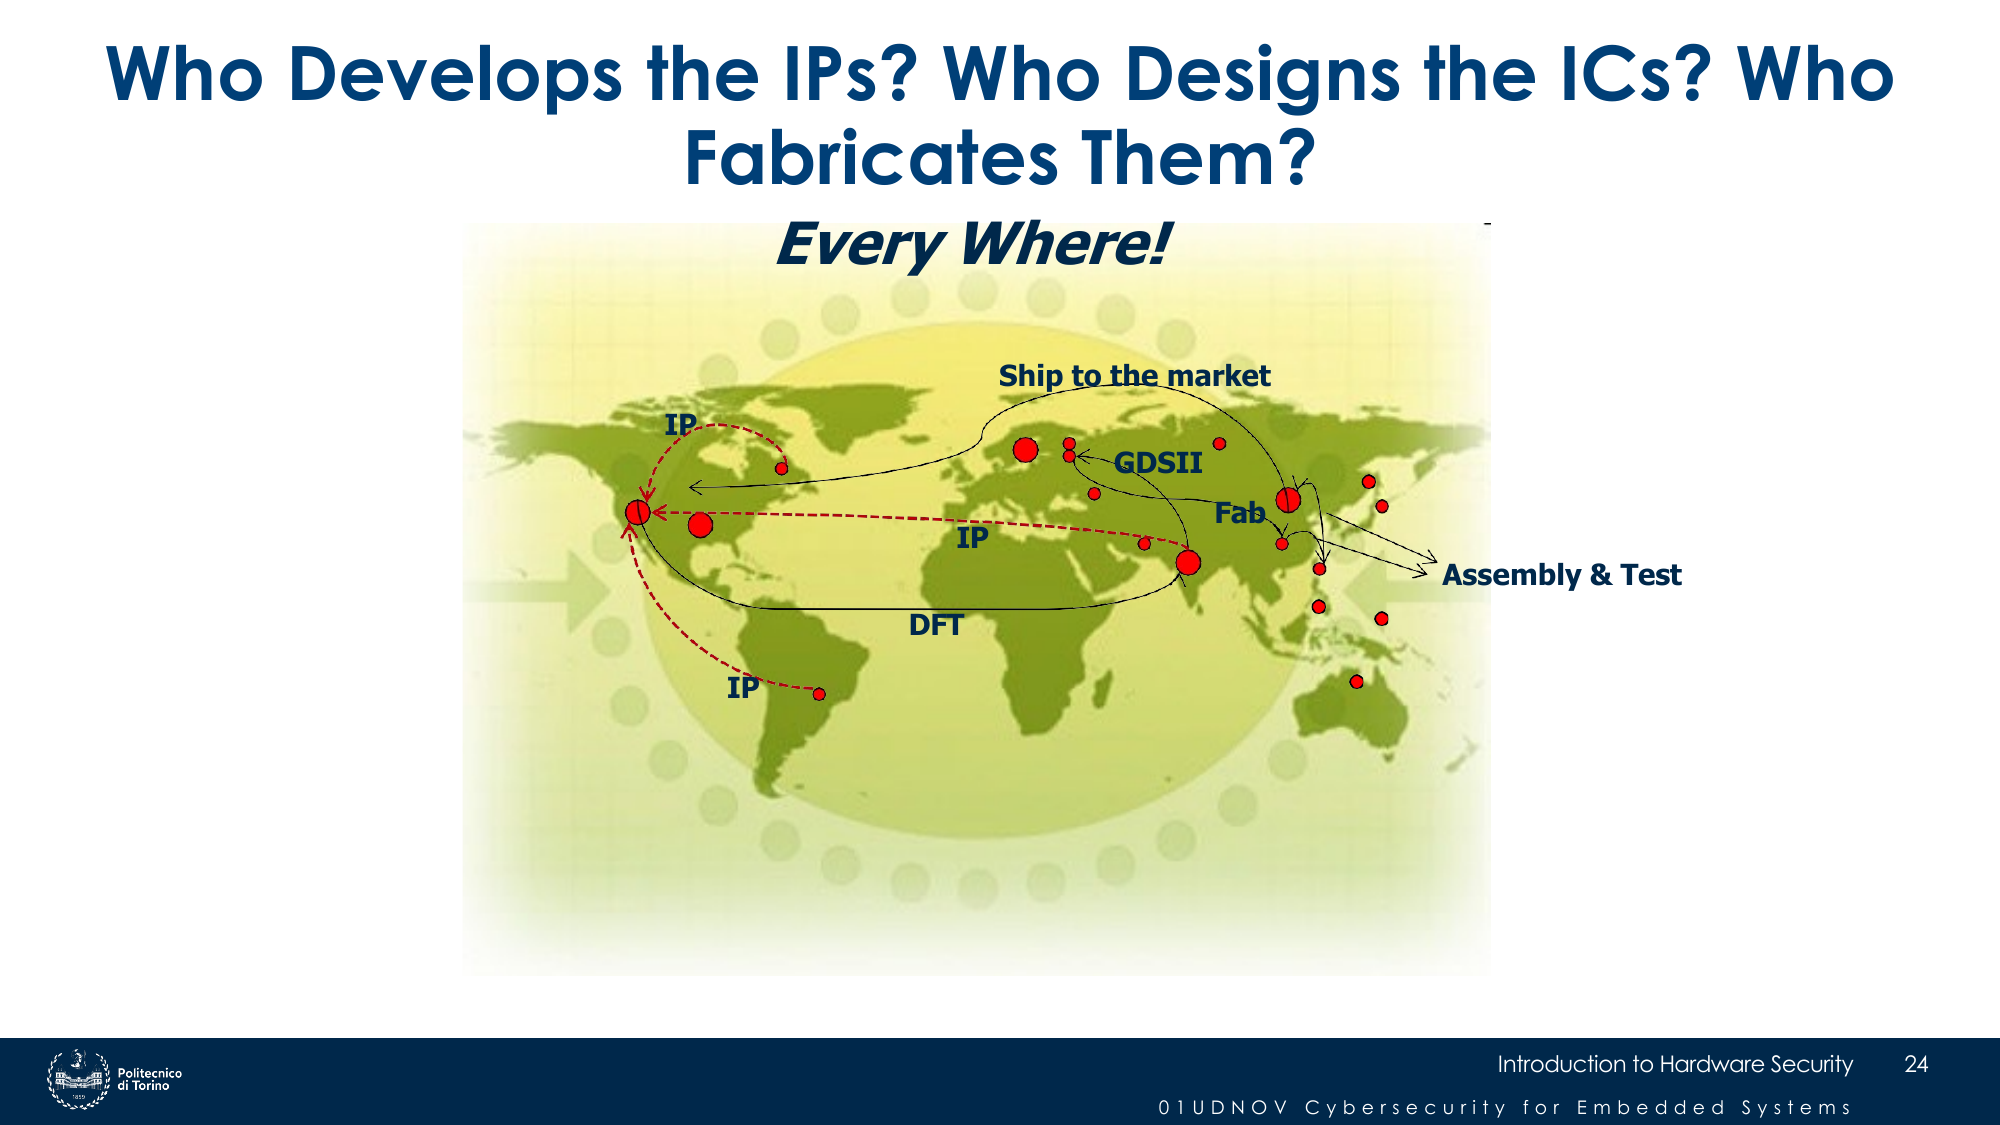 Who Develops the IPs? Who Designs the ICs? Who
Fabricates Them?
Every Where!
Ship to the market
IP
GDSII
Fab
IP
Assembly & Test
DFT
IP
Politecnico
di Torino
1859
Introduction to Hardware Security
24
01UDNOV Cybersecurity for Embedded Systems